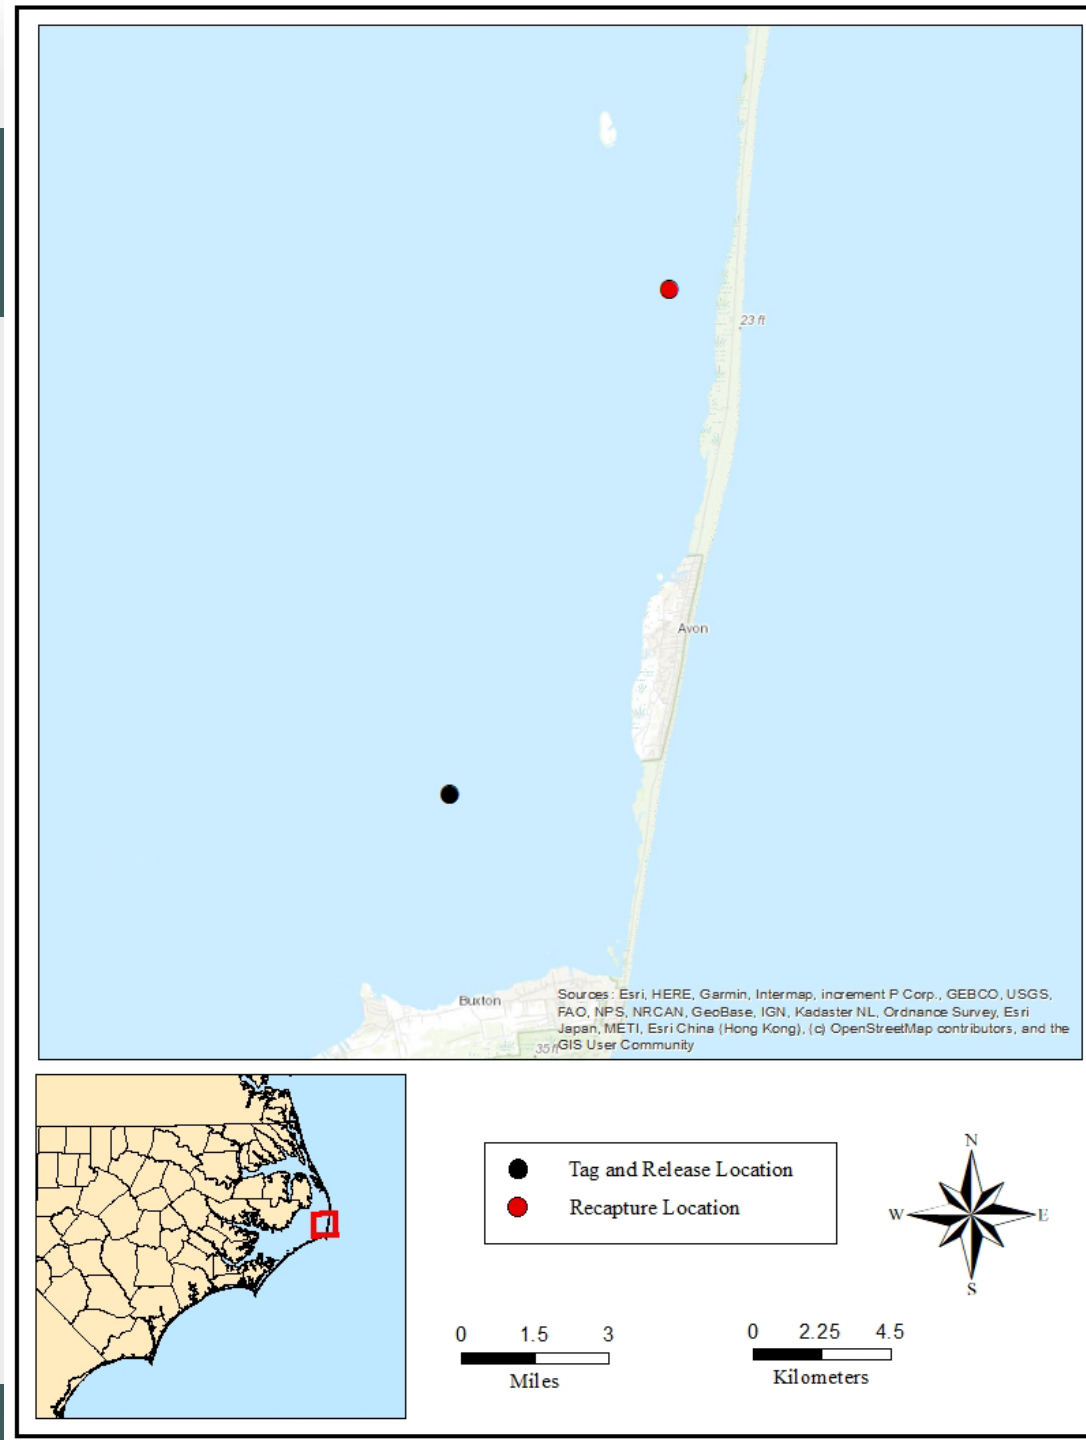 23 ft
Avon
Buxton
Sources: Esri, HERE, Garmin, Intermap, increment P Corp., GEBCO, USGS,
FAO, NPS, NRCAN, GeoBase, IGN, Kadaster NL, Ordnance Survey, Esri
Japan, METI, Esri China (Hong Kong), (c) OpenStreetMap contributors, and the
GIS User Community
35 ft
Tag and Release Location
Recapture Location
N
W E
S
0 1.5 3
Miles
0 2.25 4.5
Kilometers